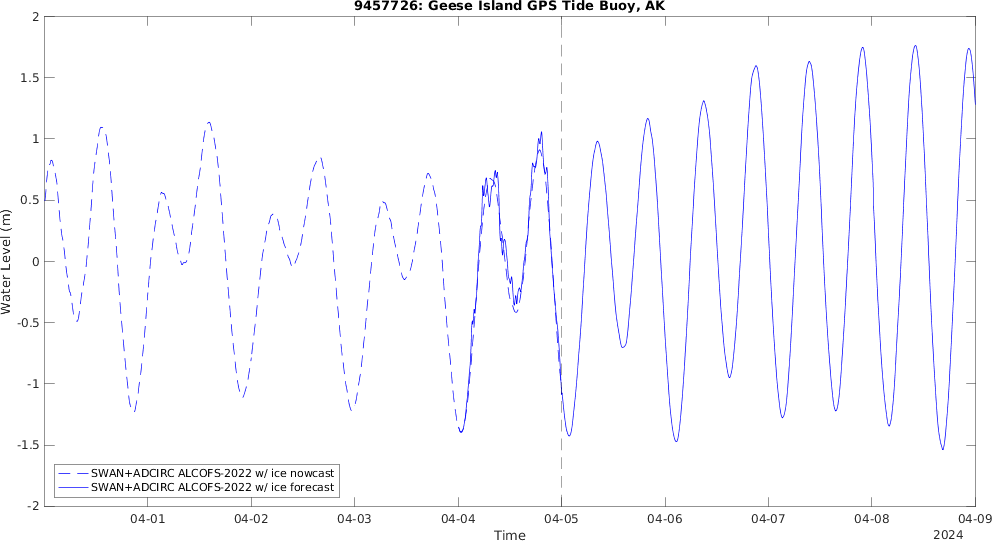 9457726: Geese Island GPS Tide Buoy, AK
2
1.5
1
0.5
0
-0.5
-1
-1.5
-2
Water Level (m)
SWAN+ADCIRC ALCOFS-2022 w/ ice nowcast
SWAN+ADCIRC ALCOFS-2022 w/ ice forecast
04-01 04-02 04-03 04-04 04-05 04-06 04-07 04-08 04-09
Time
2024